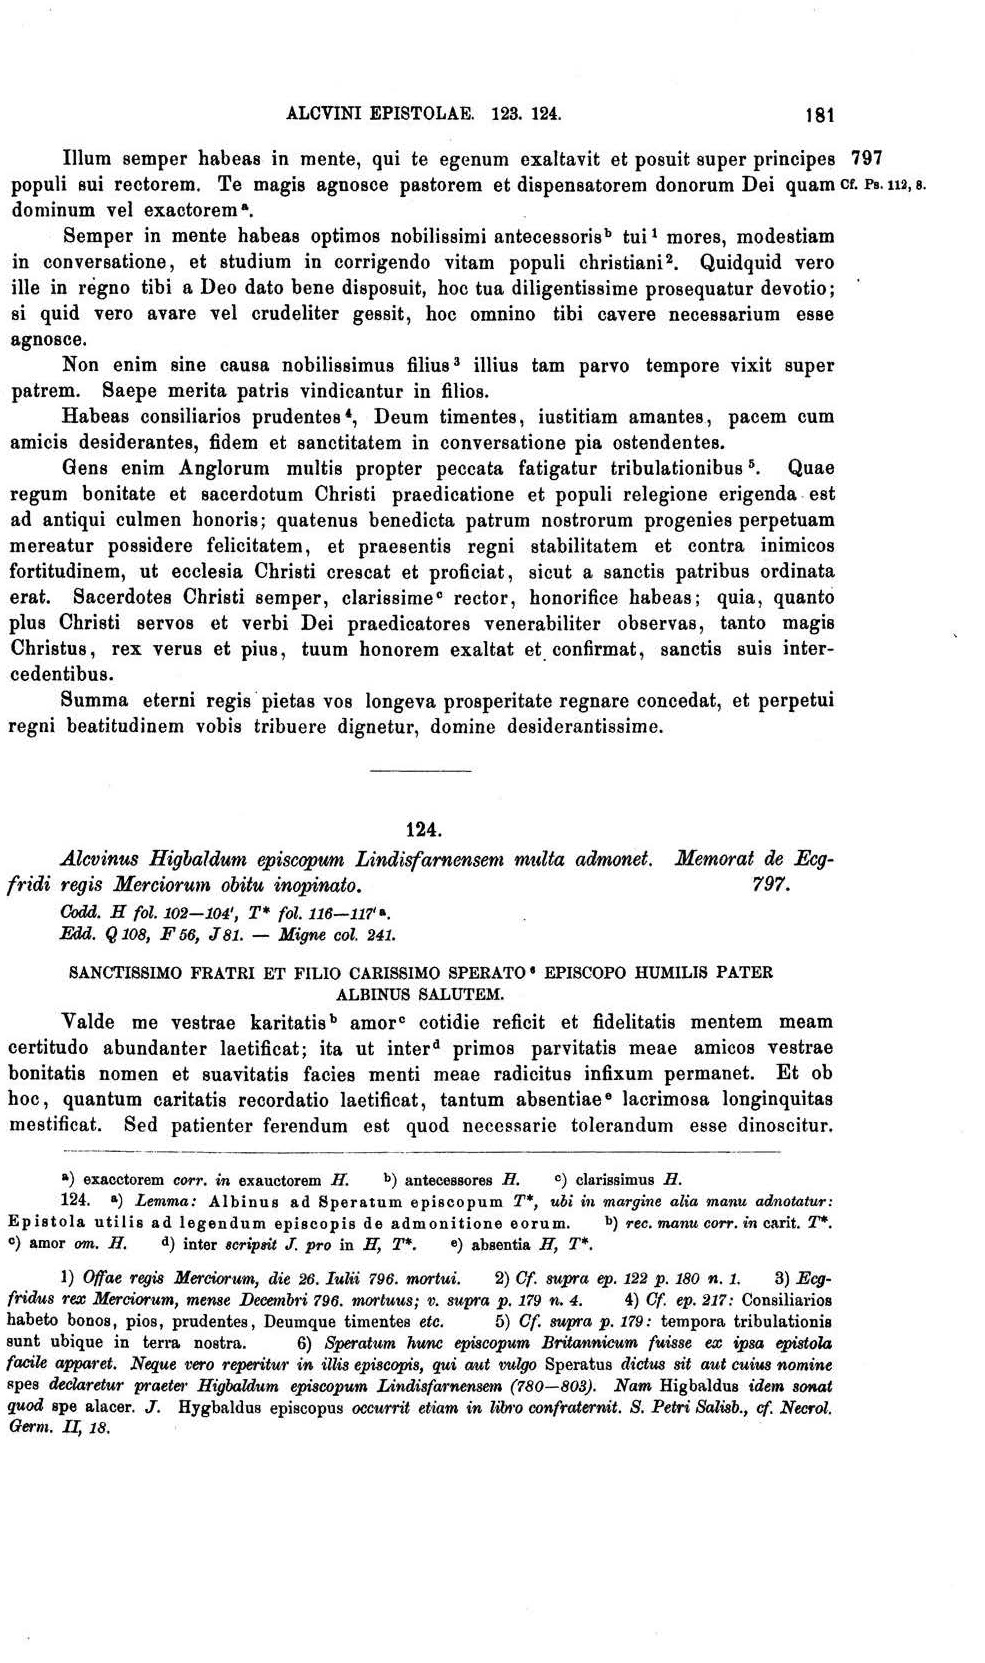 ALCVINI EPISTOLAE. 123. 124. 181
Illum semper habeas in mente, qui te egenum exaltavit et posuit super principes 797
populi sui rectorem. Te magis agnosce pastorem et dispensatorem donorum Dei quam Cf. Ps. 112, 8.
dominum vel exactorem ᵃ.
Semper in mente habeas optimos nobilissimi antecessoris ᵇ tui ¹ mores, modestiam
in conversatione, et studium in corrigendo vitam populi christiani ². Quidquid vero
ille in regno tibi a Deo dato bene disposuit, hoc tua diligentissime prosequatur devotio;
si quid vero avare vel crudeliter gessit, hoc omnino tibi cavere necessarium esse
agnosce.
Non enim sine causa nobilissimus filius ³ illius tam parvo tempore vixit super
patrem. Saepe merita patris vindicantur in filios.
Habeas consiliarios prudentes ⁴, Deum timentes, iustitiam amantes, pacem cum
amicis desiderantes, fidem et sanctitatem in conversatione pia ostendentes.
Gens enim Anglorum multis propter peccata fatigatur tribulationibus ⁵. Quae
regum bonitate et sacerdotum Christi praedicatione et populi relegione erigenda est
ad antiqui culmen honoris; quatenus benedicta patrum nostrorum progenies perpetuam
mereatur possidere felicitatem, et praesentis regni stabilitatem et contra inimicos
fortitudinem, ut ecclesia Christi crescat et proficiat, sicut a sanctis patribus ordinata
erat. Sacerdotes Christi semper, clarissime ᶜ rector, honorifice habeas; quia, quanto
plus Christi servos et verbi Dei praedicatores venerabiliter observas, tanto magis
Christus, rex verus et pius, tuum honorem exaltat et confirmat, sanctis suis inter-
cedentibus.
Summa eterni regis pietas vos longeva prosperitate regnare concedat, et perpetui
regni beatitudinem vobis tribuere dignetur, domine desiderantissime.
124.
Alcvinus Higbaldum episcopum Lindisfarnensem multa admonet. Memorat de Ecg-
fridi regis Merciorum obitu inopinato. 797.
Codd. H fol. 102—104', T* fol. 116—117' ᵃ.
Edd. Q 108, F 56, J 81. — Migne col. 241.
SANCTISSIMO FRATRI ET FILIO CARISSIMO SPERATO ⁶ EPISCOPO HUMILIS PATER
ALBINUS SALUTEM.
Valde me vestrae karitatis ᵇ amor ᶜ cotidie reficit et fidelitatis mentem meam
certitudo abundanter laetificat; ita ut inter ᵈ primos parvitatis meae amicos vestrae
bonitatis nomen et suavitatis facies menti meae radicitus infixum permanet. Et ob
hoc, quantum caritatis recordatio laetificat, tantum absentiae ᵉ lacrimosa longinquitas
mestificat. Sed patienter ferendum est quod necessarie tolerandum esse dinoscitur.
ᵃ) exacctorem corr. in exauctorem H. ᵇ) antecessores H. ᶜ) clarissimus H.
124. ᵃ) Lemma: Albinus ad Speratum episcopum T*, ubi in margine alia manu adnotatur:
Epistola utilis ad legendum episcopis de admonitione eorum. ᵇ) rec. manu corr. in carit. T*.
ᶜ) amor om. H. ᵈ) inter scripsit J. pro in H, T*. ᵉ) absentia H, T*.
1) Offae regis Merciorum, die 26. Iulii 796. mortui. 2) Cf. supra ep. 122 p. 180 n. 1. 3) Ecg-
fridus rex Merciorum, mense Decembri 796. mortuus; v. supra p. 179 n. 4. 4) Cf. ep. 217: Consiliarios
habeto bonos, pios, prudentes, Deumque timentes etc. 5) Cf. supra p. 179: tempora tribulationis
sunt ubique in terra nostra. 6) Speratum hunc episcopum Britannicum fuisse ex ipsa epistola
facile apparet. Neque vero reperitur in illis episcopis, qui aut vulgo Speratus dictus sit aut cuius nomine
spes declaretur praeter Higbaldum episcopum Lindisfarnensem (780—803). Nam Higbaldus idem sonat
quod spe alacer. J. Hygbaldus episcopus occurrit etiam in libro confraternit. S. Petri Salisb., cf. Necrol.
Germ. II, 18.